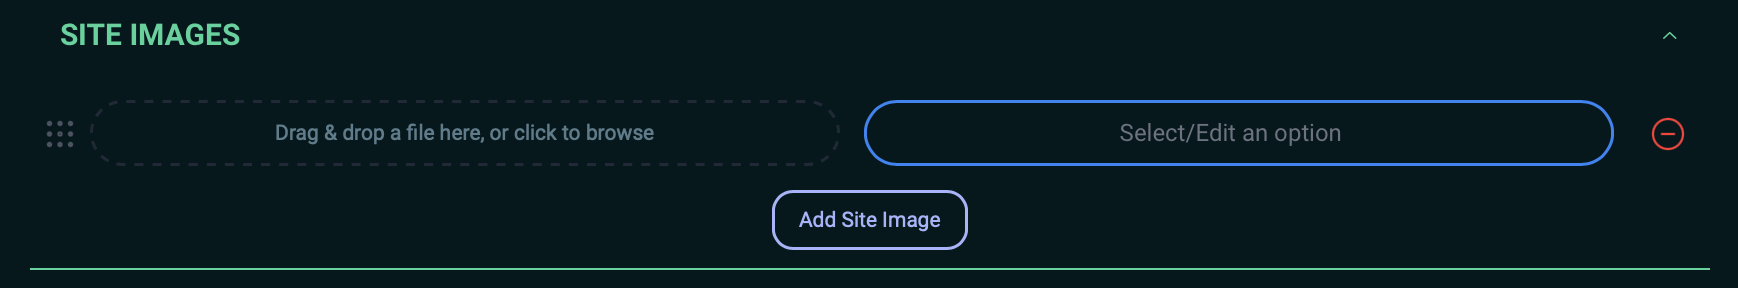 SITE IMAGES
Drag & drop a file here, or click to browse
Select/Edit an option
Add Site Image